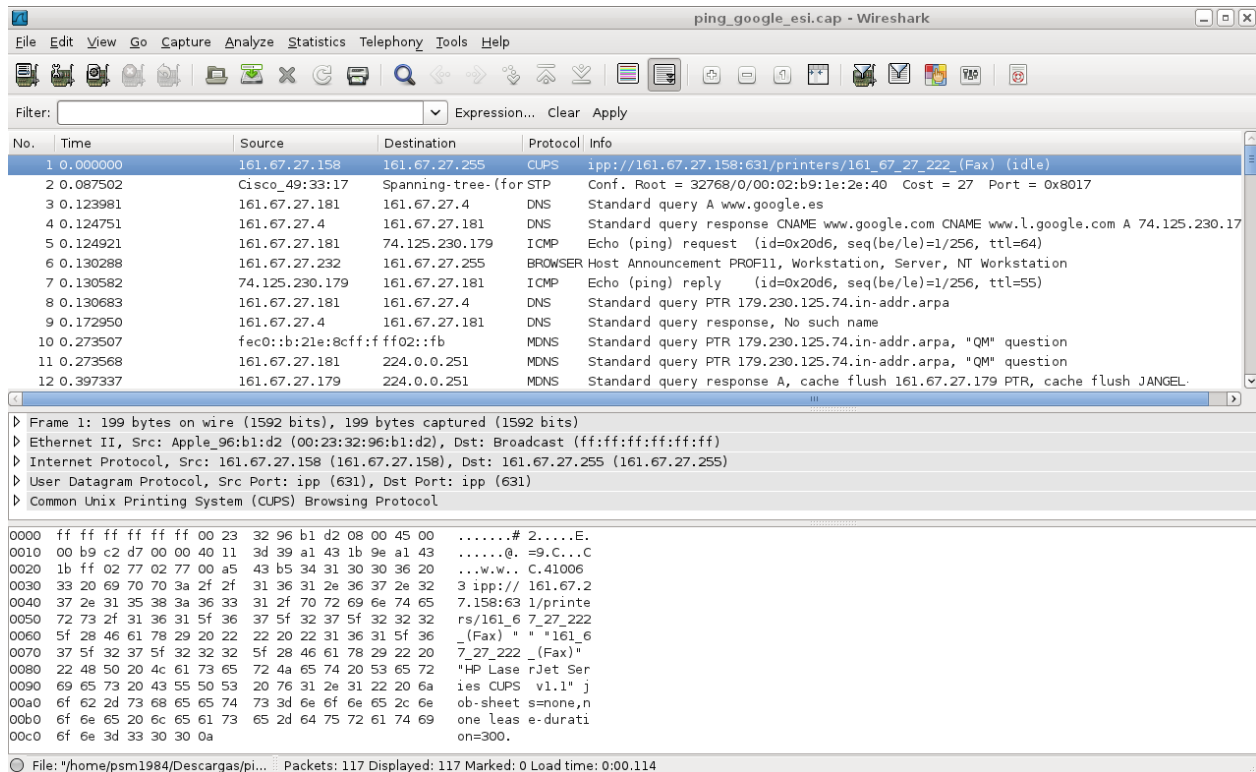 ping_google_esi.cap - Wireshark
File Edit View Go Capture Analyze Statistics Telephony Tools Help
Filter: Expression... Clear Apply
No. Time Source Destination Protocol Info
1 0.000000 161.67.27.158 161.67.27.255 CUPS ipp://161.67.27.158:631/printers/161_67_27_222_(Fax) (idle)
2 0.087502 Cisco_49:33:17 Spanning-tree-(for STP Conf. Root = 32768/0/00:02:b9:1e:2e:40 Cost = 27 Port = 0x8017
3 0.123981 161.67.27.181 161.67.27.4 DNS Standard query A www.google.es
4 0.124751 161.67.27.4 161.67.27.181 DNS Standard query response CNAME www.google.com CNAME www.l.google.com A 74.125.230.17
5 0.124921 161.67.27.181 74.125.230.179 ICMP Echo (ping) request (id=0x20d6, seq(be/le)=1/256, ttl=64)
6 0.130288 161.67.27.232 161.67.27.255 BROWSER Host Announcement PROF11, Workstation, Server, NT Workstation
7 0.130582 74.125.230.179 161.67.27.181 ICMP Echo (ping) reply (id=0x20d6, seq(be/le)=1/256, ttl=55)
8 0.130683 161.67.27.181 161.67.27.4 DNS Standard query PTR 179.230.125.74.in-addr.arpa
9 0.172950 161.67.27.4 161.67.27.181 DNS Standard query response, No such name
10 0.273507 fec0::b:21e:8cff:f ff02::fb MDNS Standard query PTR 179.230.125.74.in-addr.arpa, "QM" question
11 0.273568 161.67.27.181 224.0.0.251 MDNS Standard query PTR 179.230.125.74.in-addr.arpa, "QM" question
12 0.397337 161.67.27.179 224.0.0.251 MDNS Standard query response A, cache flush 161.67.27.179 PTR, cache flush JANGEL
Frame 1: 199 bytes on wire (1592 bits), 199 bytes captured (1592 bits)
Ethernet II, Src: Apple_96:b1:d2 (00:23:32:96:b1:d2), Dst: Broadcast (ff:ff:ff:ff:ff:ff)
Internet Protocol, Src: 161.67.27.158 (161.67.27.158), Dst: 161.67.27.255 (161.67.27.255)
User Datagram Protocol, Src Port: ipp (631), Dst Port: ipp (631)
Common Unix Printing System (CUPS) Browsing Protocol
0000 ff ff ff ff ff ff 00 23 32 96 b1 d2 08 00 45 00 .......# 2.....E.
0010 00 b9 c2 d7 00 00 40 11 3d 39 a1 43 1b 9e a1 43 ......@. =9.C...C
0020 1b ff 02 77 02 77 00 a5 43 b5 34 31 30 30 36 20 ...w.w.. C.41006
0030 33 20 69 70 70 3a 2f 2f 31 36 31 2e 36 37 2e 32 3 ipp:// 161.67.2
0040 37 2e 31 35 38 3a 36 33 31 2f 70 72 69 6e 74 65 7.158:63 1/printe
0050 72 73 2f 31 36 31 5f 36 37 5f 32 37 5f 32 32 32 rs/161_6 7_27_222
0060 5f 28 46 61 78 29 20 22 22 20 22 31 36 31 5f 36 _(Fax) " " "161_6
0070 37 5f 32 37 5f 32 32 32 5f 28 46 61 78 29 22 20 7_27_222 _(Fax)"
0080 22 48 50 20 4c 61 73 65 72 4a 65 74 20 53 65 72 "HP Lase rJet Ser
0090 69 65 73 20 43 55 50 53 20 76 31 2e 31 22 20 6a ies CUPS v1.1" j
00a0 6f 62 2d 73 68 65 65 74 73 3d 6e 6f 6e 65 2c 6e ob-sheet s=none,n
00b0 6f 6e 65 20 6c 65 61 73 65 2d 64 75 72 61 74 69 one leas e-durati
00c0 6f 6e 3d 33 30 30 0a on=300.
File: "/home/psm1984/Descargas/pi... Packets: 117 Displayed: 117 Marked: 0 Load time: 0:00.114